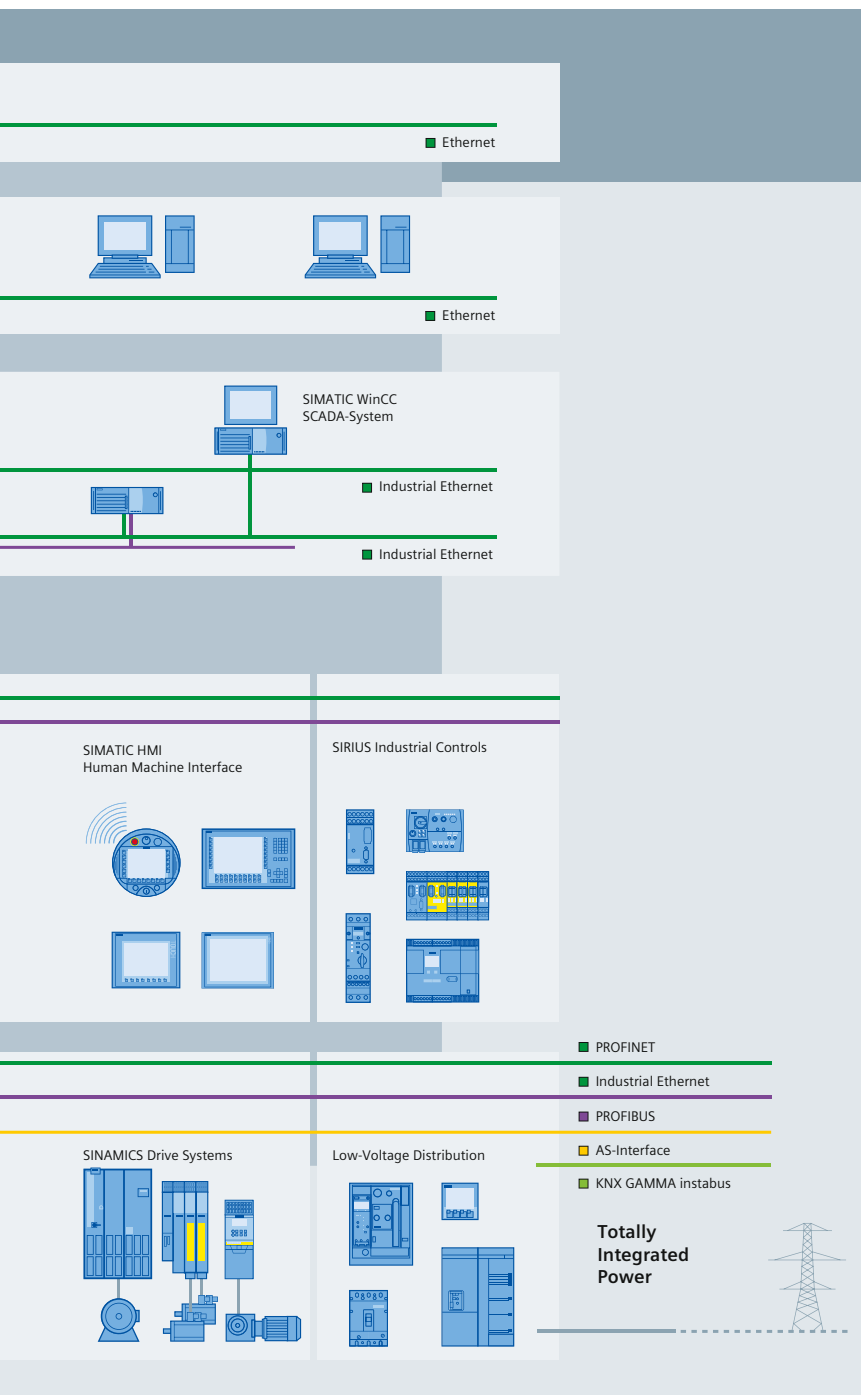 Ethernet
Ethernet
SIMATIC WinCC
SCADA-System
Industrial Ethernet
Industrial Ethernet
SIMATIC HMI
Human Machine Interface
SIRIUS Industrial Controls
PROFINET
Industrial Ethernet
PROFIBUS
AS-Interface
KNX GAMMA instabus
SINAMICS Drive Systems
Low-Voltage Distribution
Totally
Integrated
Power